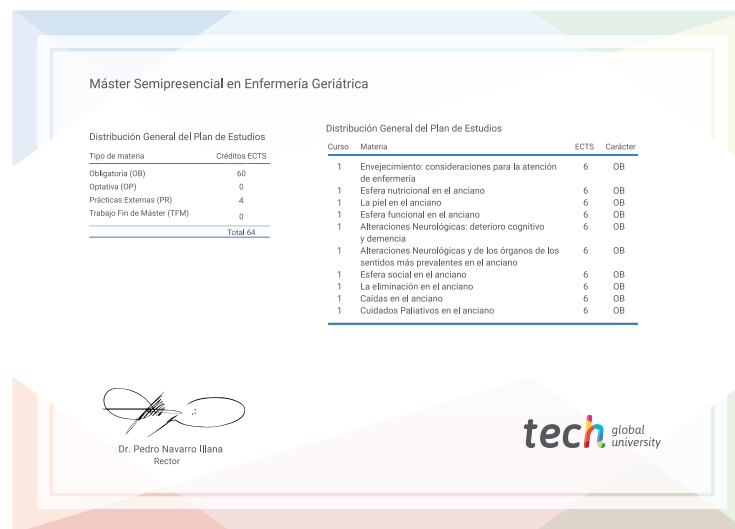 Máster Semipresencial en Enfermería Geriátrica
Distribución General del Plan de Estudios
Tipo de materia Créditos ECTS
Obligatoria (OB) 60
Optativa (OP) 0
Prácticas Externas (PR) 4
Trabajo Fin de Máster (TFM) 0
Total 64
Distribución General del Plan de Estudios
Curso Materia ECTS Carácter
1 Envejecimiento: consideraciones para la atención 6 OB
de enfermería
1 Esfera nutricional en el anciano 6 OB
1 La piel en el anciano 6 OB
1 Esfera funcional en el anciano 6 OB
1 Alteraciones Neurológicas: deterioro cognitivo 6 OB
y demencia
1 Alteraciones Neurológicas y de los órganos de los 6 OB
sentidos más prevalentes en el anciano
1 Esfera social en el anciano 6 OB
1 La eliminación en el anciano 6 OB
1 Caídas en el anciano 6 OB
1 Cuidados Paliativos en el anciano 6 OB
Dr. Pedro Navarro Illana
Rector
tech global
university